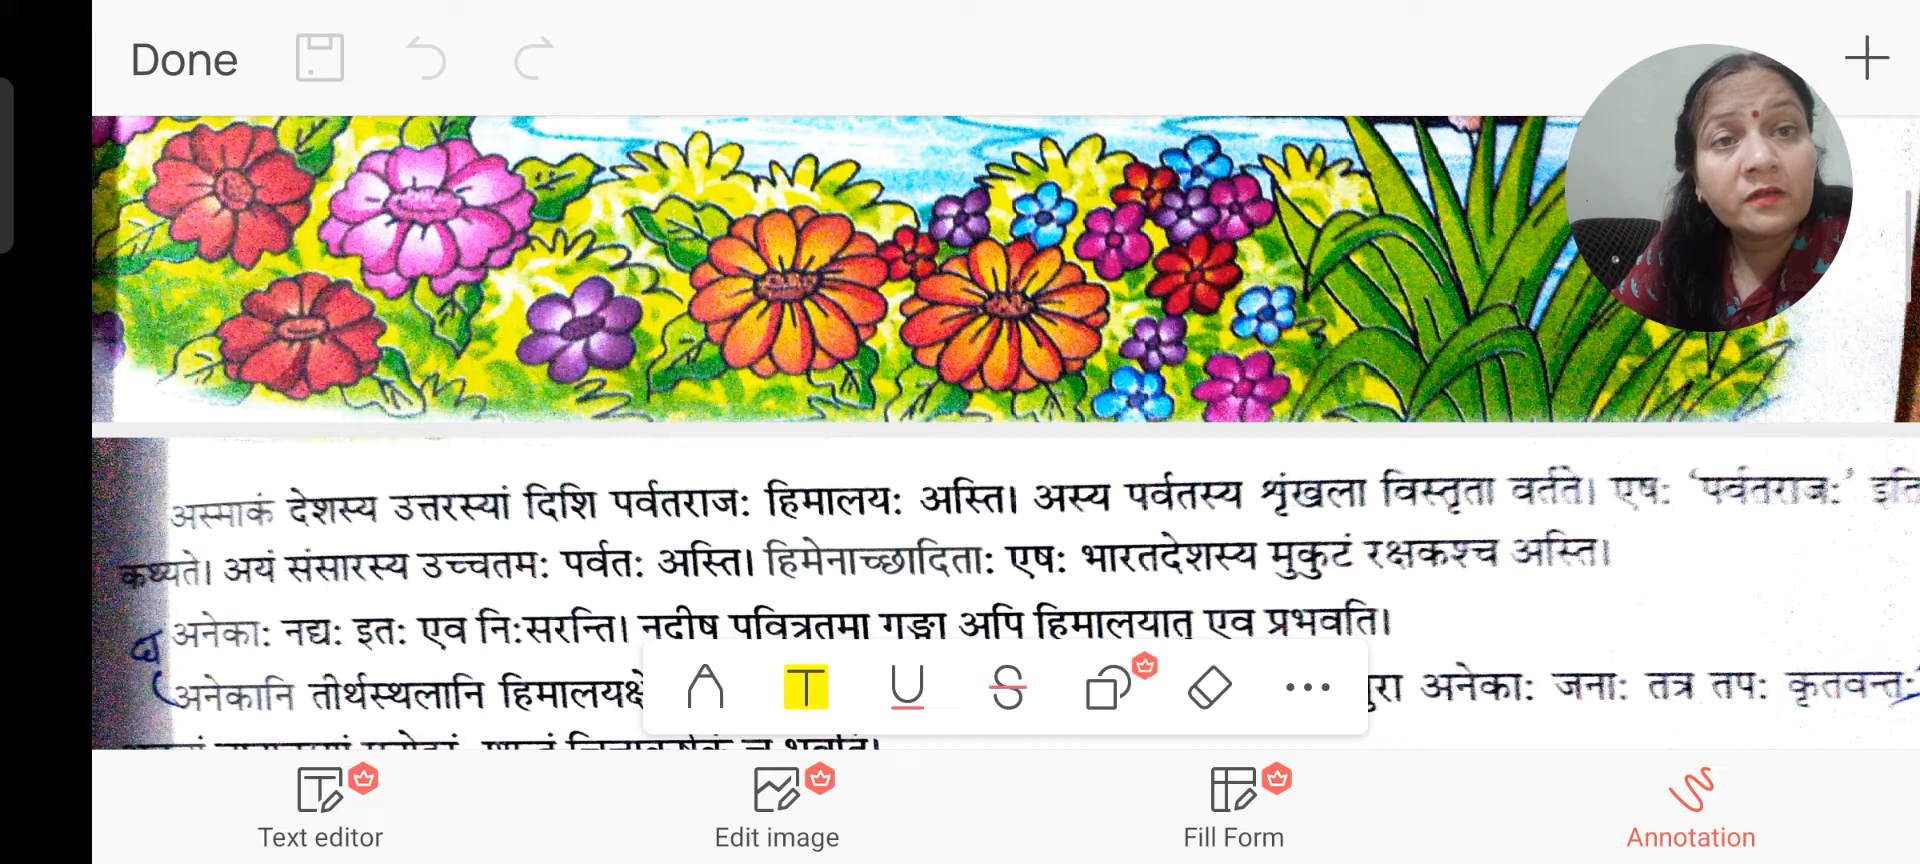 Done
अस्माकं देशस्य उत्तरस्यां दिशि पर्वतराज: हिमालय: अस्ति। अस्य पर्वतस्य शृंखला विस्तृता वर्तते। एष: ‘पर्वतराज:’ इति
कथ्यते। अयं संसारस्य उच्चतम: पर्वत: अस्ति। हिमेनाच्छादिता: एष: भारतदेशस्य मुकुटं रक्षकश्च अस्ति।
अनेका: नद्य: इत: एव नि:सरन्ति। नदीषु पवित्रतमा गङ्गा अपि हिमालयात् एव प्रभवति।
अनेकानि तीर्थस्थलानि अनेका: जना: तत्र तप: कृतवन्त:
Text editor
Edit image
Fill Form
Annotation